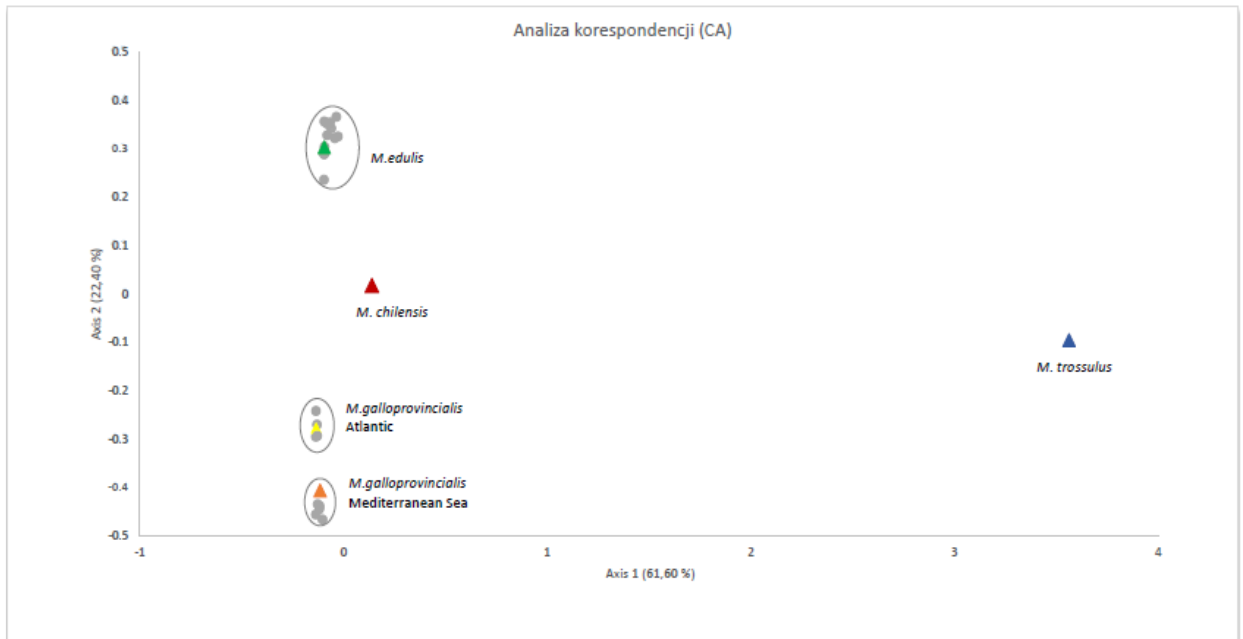 Analiza korespondencji (CA)
0.5
0.4
0.3
0.2
0.1
0
-0.1
-0.2
-0.3
-0.4
-0.5
Axis 2 (22,40 %)
M.edulis
M. chilensis
M. trossulus
M.galloprovincialis
Atlantic
M.galloprovincialis
Mediterranean Sea
-1
0
1
2
3
4
Axis 1 (61,60 %)